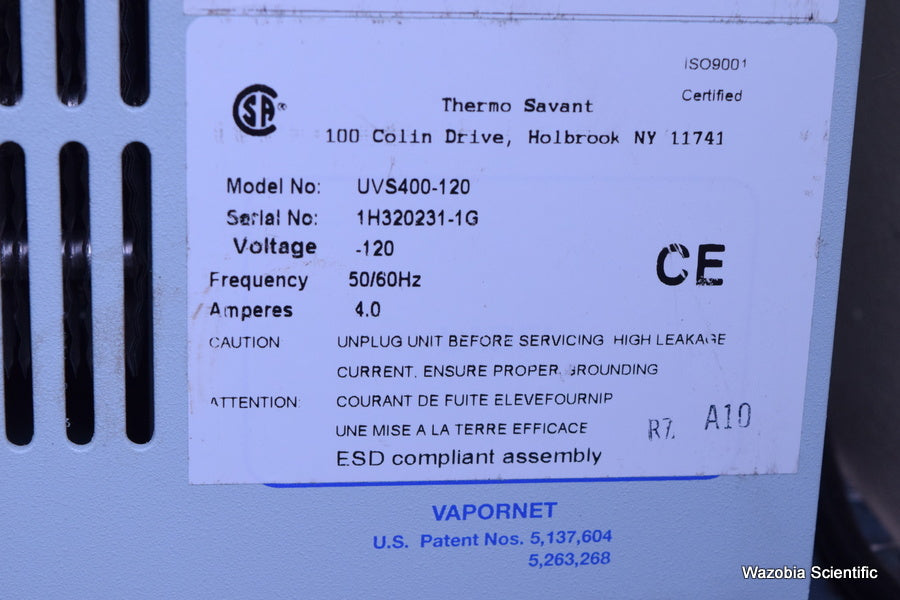 ISO9001
Certified
CSA®
Thermo Savant
100 Colin Drive, Holbrook NY 11741
Model No: UVS400-120
Serial No: 1H320231-1G
Voltage -120
Frequency 50/60Hz
Amperes 4.0
CE
CAUTION UNPLUG UNIT BEFORE SERVICING HIGH LEAKAGE
CURRENT. ENSURE PROPER GROUNDING
ATTENTION: COURANT DE FUITE ELEVEFOURNIP
UNE MISE A LA TERRE EFFICACE
R7 A10
ESD compliant assembly
VAPORNET
U.S. Patent Nos. 5,137,604
5,263,268
Wazobia Scientific